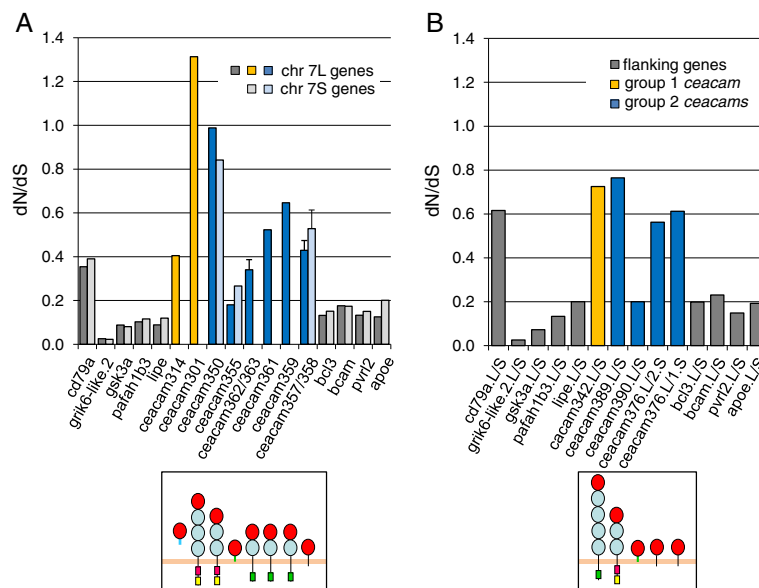 A
B
dN/dS
1.4
1.2
1.0
0.8
0.6
0.4
0.2
0.0
chr 7L genes
chr 7S genes
cd79a
grik6-like.2
gsk3a
pafah1b3
lipe
ceacam314
ceacam301
ceacam350
ceacam355
ceacam362/363
ceacam361
ceacam359
ceacam357/358
bcl3
bcam
pvrl2
apoe
dN/dS
1.4
1.2
1.0
0.8
0.6
0.4
0.2
0.0
flanking genes
group 1 ceacam
group 2 ceacams
cd79a.L/S
grik6-like.2.L/S
gsk3a.L/S
pafah1b3.L/S
lipe.L/S
cacam342.L/S
ceacam389.L/S
ceacam390.L/S
ceacam376.L/2.S
ceacam376.L/1.S
bcl3.L/S
bcam.L/S
pvrl2.L/S
apoe.L/S